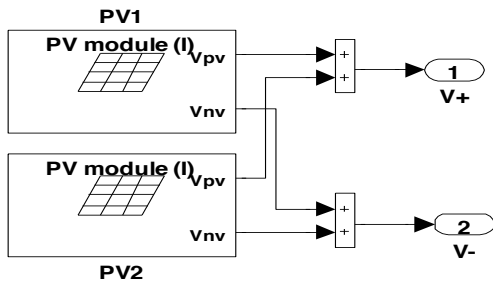 PV1
PV module (I)
Vpv
Vnv
PV module (I)
Vpv
Vnv
PV2
+
+
1
V+
+
+
2
V-